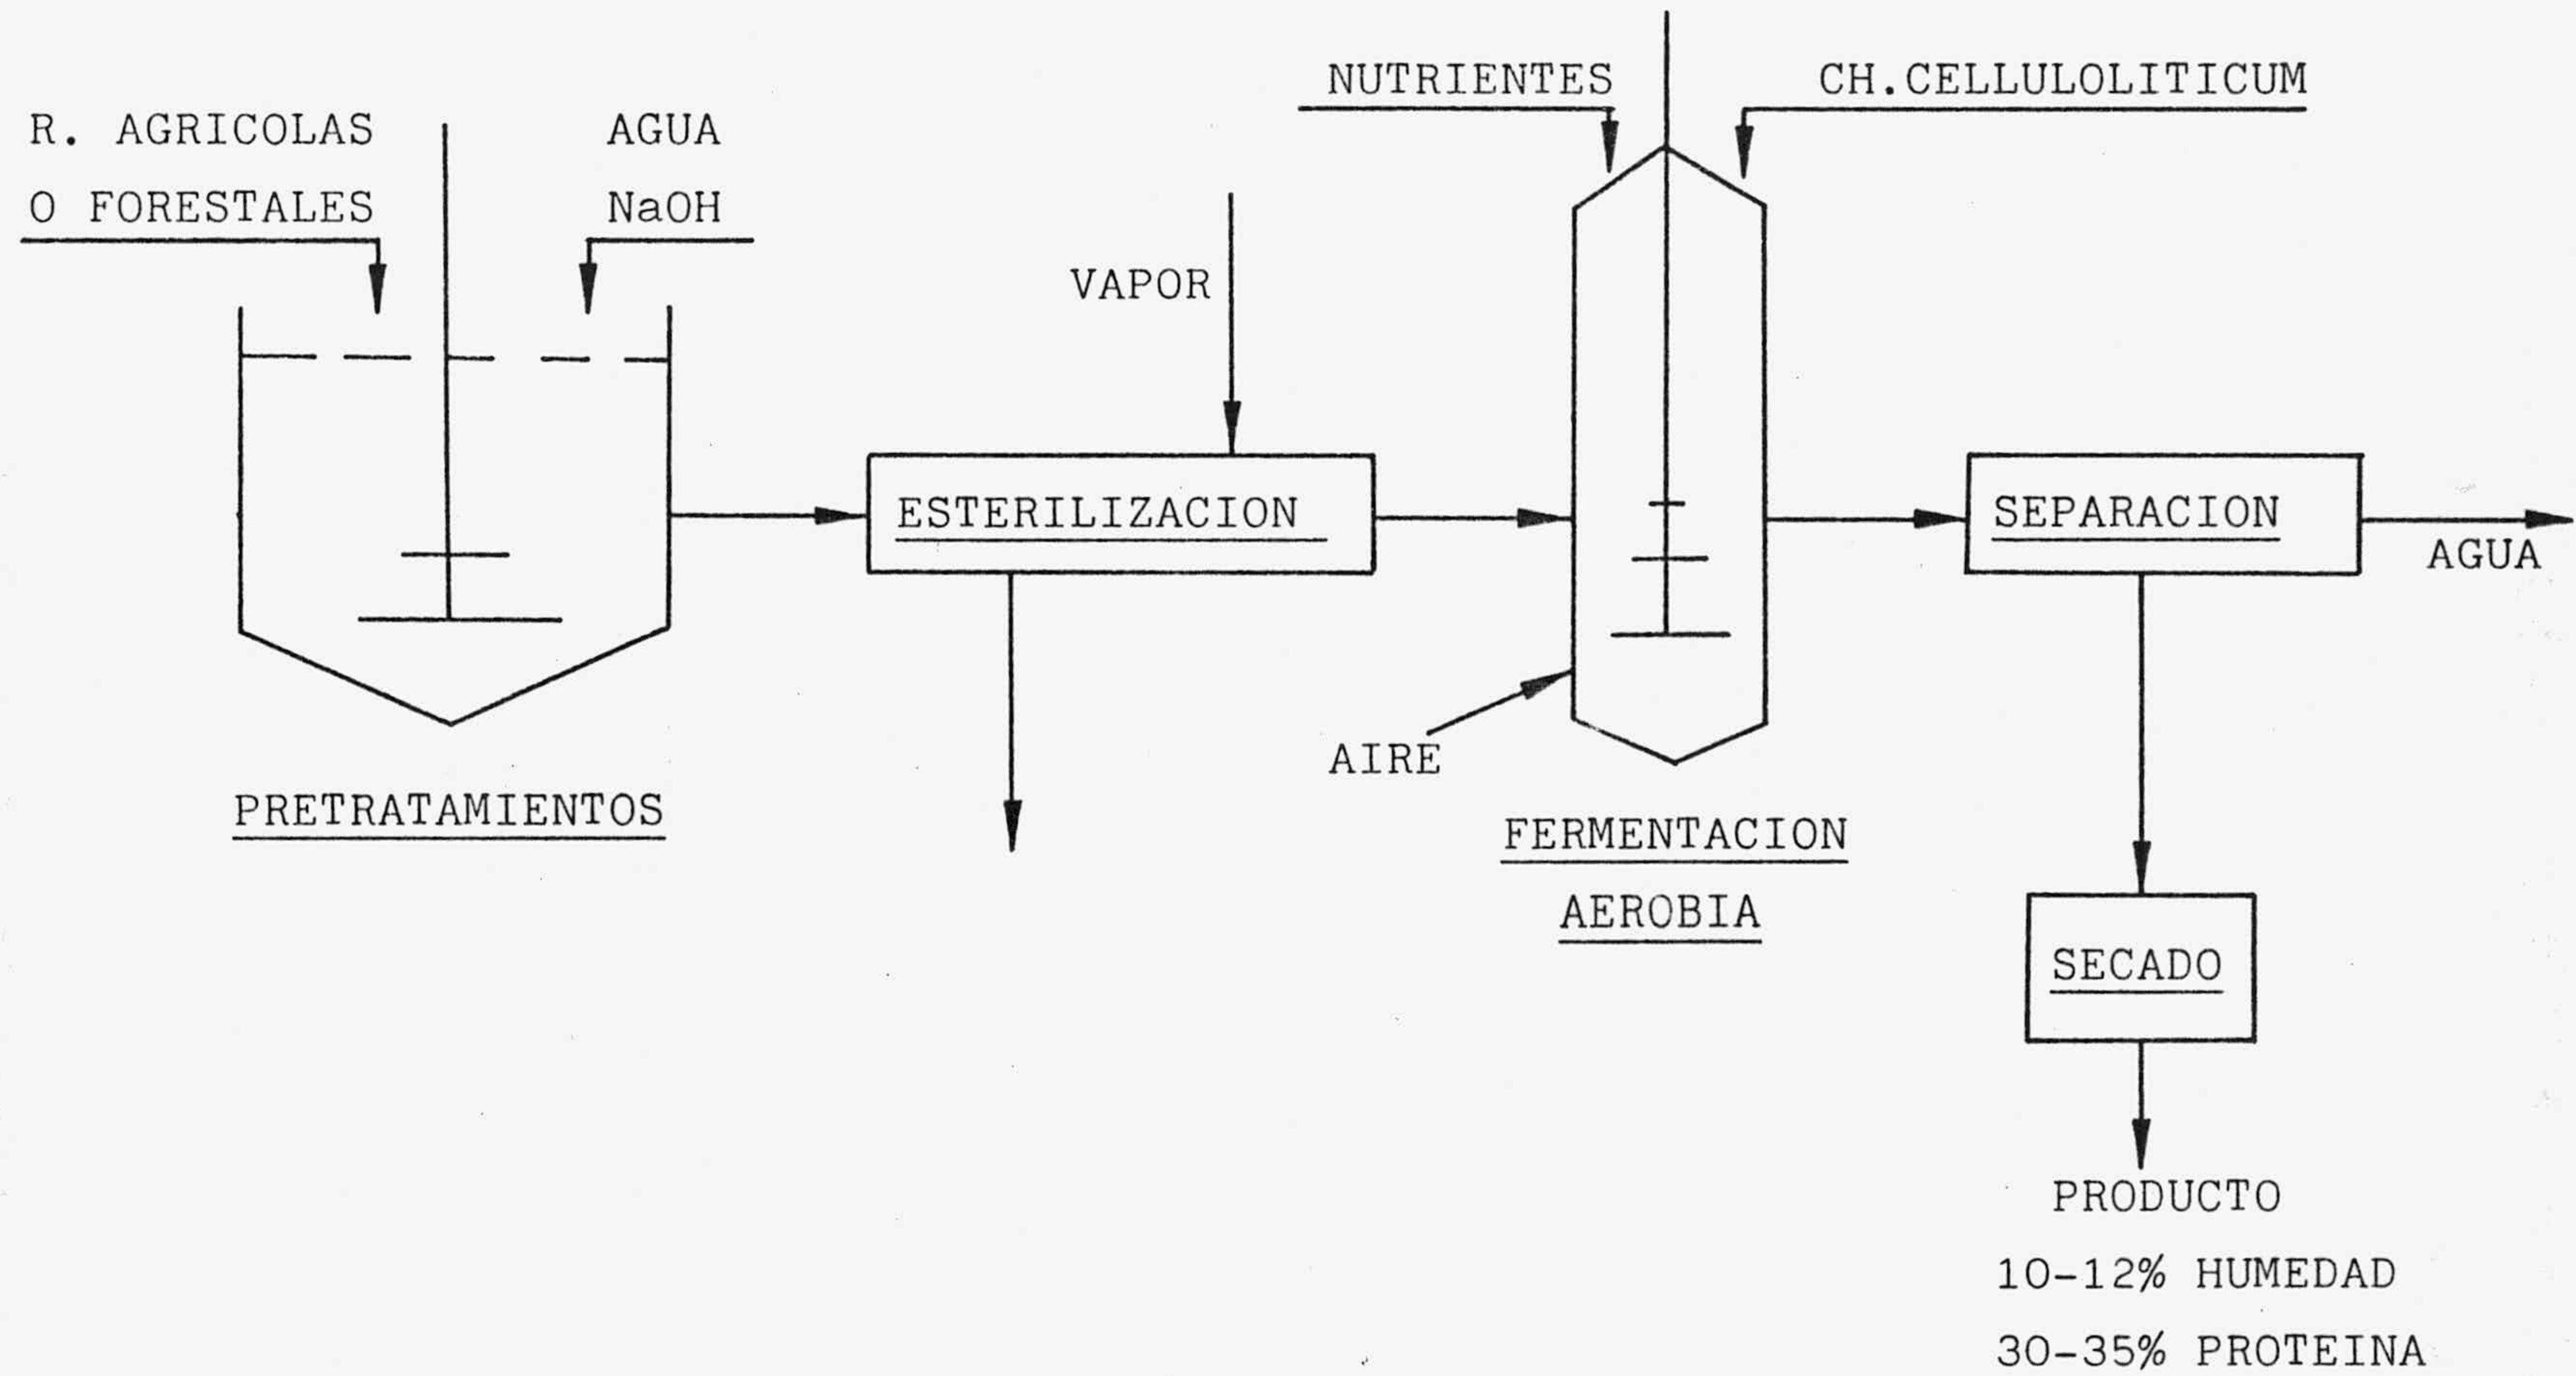 R. AGRICOLAS
O FORESTALES
AGUA
NaOH
PRETRATAMIENTOS
VAPOR
ESTERILIZACION
NUTRIENTES
CH.CELLULOLITICUM
AIRE
FERMENTACION
AEROBIA
SEPARACION
AGUA
SECADO
PRODUCTO
10-12% HUMEDAD
30-35% PROTEINA